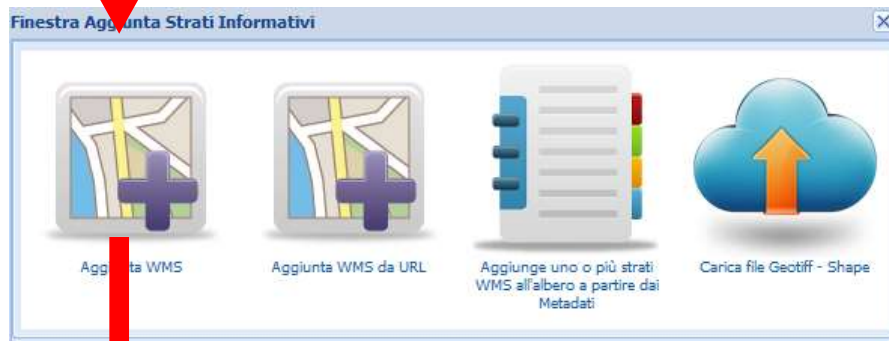 Finestra Aggiunta Strati Informativi
Aggiunta WMS
Aggiunta WMS da URL
Aggiunge uno o più strati
WMS all'albero a partire dai
Metadati
Carica file Geotiff - Shape